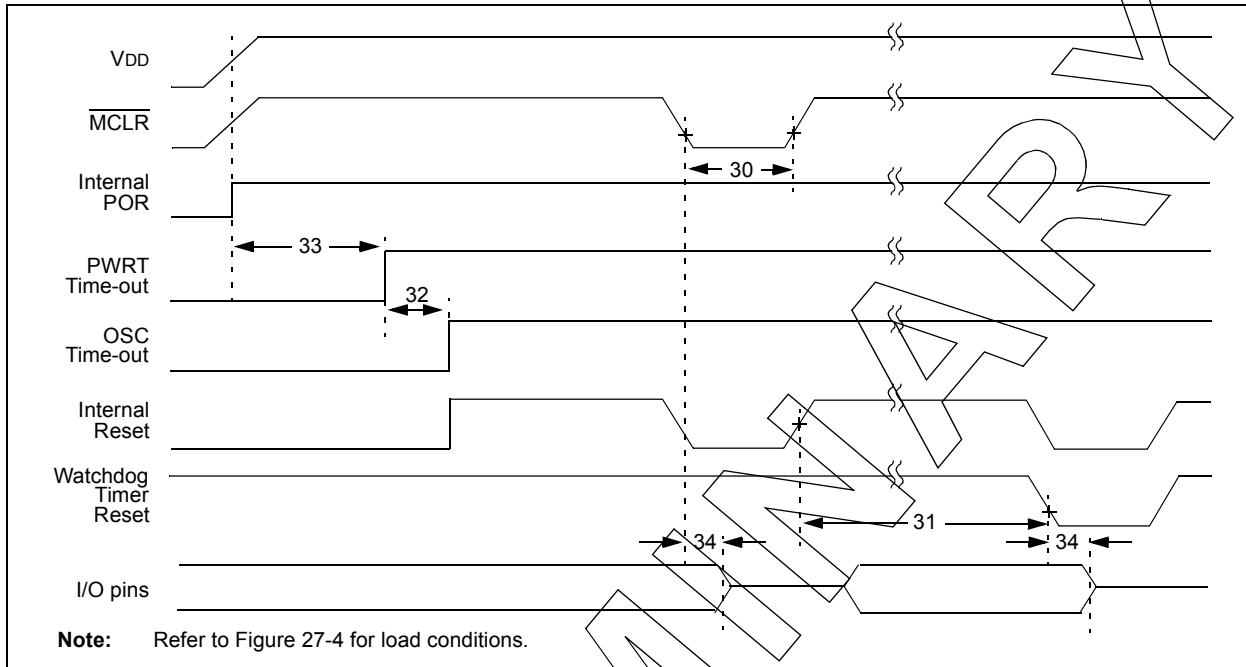 VDD
MCLR
30
Internal
POR
33
PWRT
Time-out
32
OSC
Time-out
Internal
Reset
Watchdog
Timer
Reset
31
34
34
I/O pins
Note: Refer to Figure 27-4 for load conditions.
MMARY